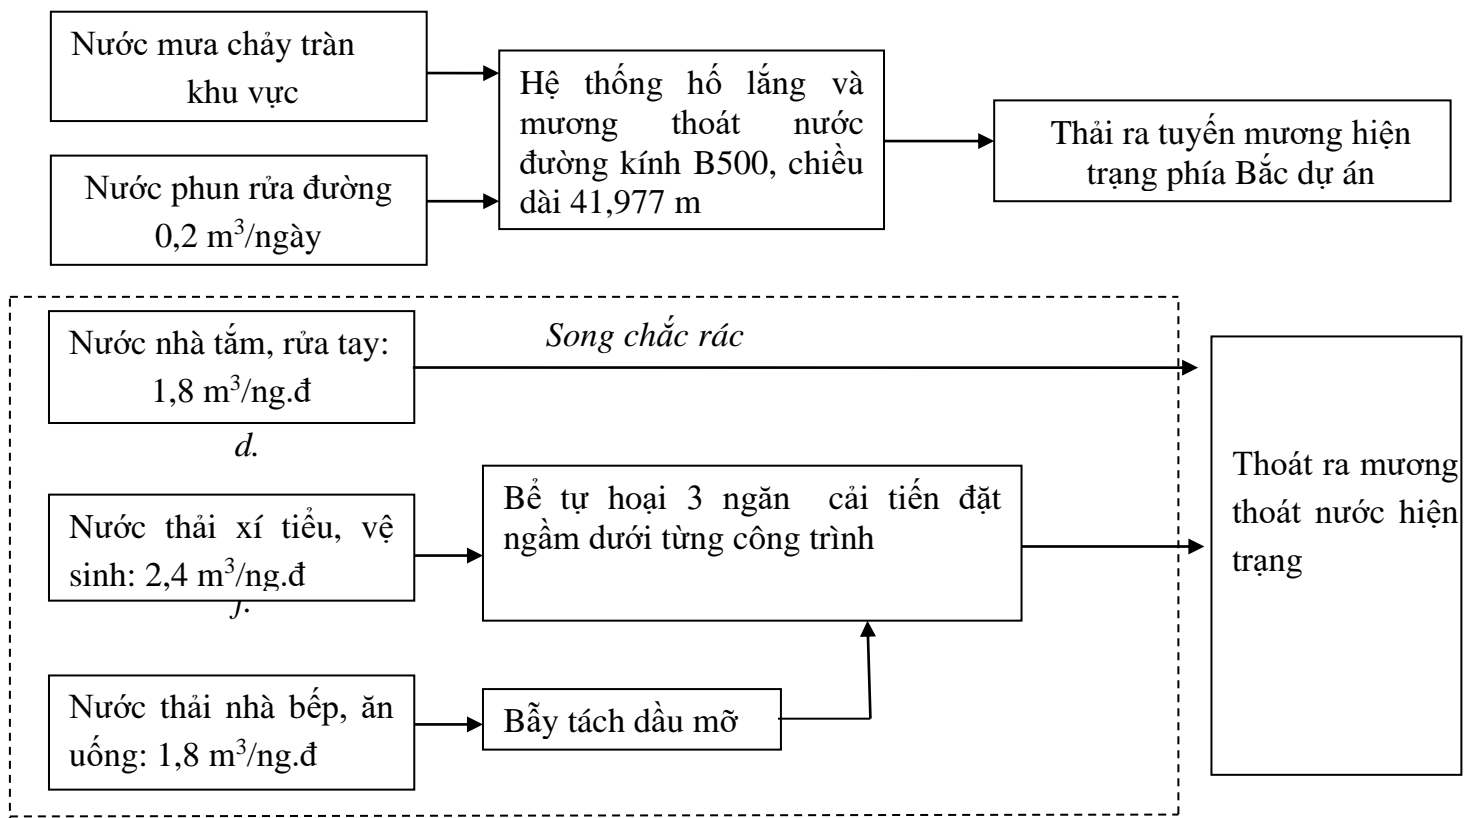 Nước mưa chảy tràn
khu vực
Nước phun rửa đường
0,2 m³/ngày
Hệ thống hố lắng và
mương thoát nước
đường kính B500, chiều
dài 41,977 m
Thải ra tuyến mương hiện
trạng phía Bắc dự án
Nước nhà tắm, rửa tay:
1,8 m³/ng.đ
Song chắc rác
d.
Nước thải xí tiểu, vệ
sinh: 2,4 m³/ng.đ
Bể tự hoại 3 ngăn cải tiến đặt
ngầm dưới từng công trình
Nước thải nhà bếp, ăn
uống: 1,8 m³/ng.đ
Bẫy tách dầu mỡ
Thoát ra mương
thoát nước hiện
trạng